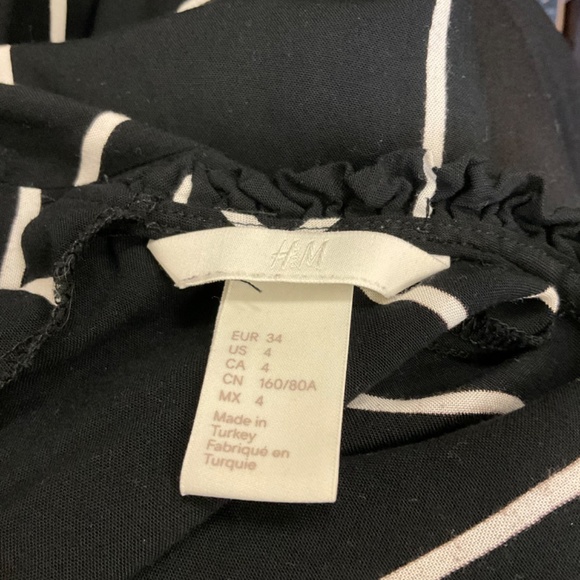 H&M
EUR 34
US 4
CA 4
CN 160/80A
MX 4
Made in
Turkey
Fabriqué en
Turquie